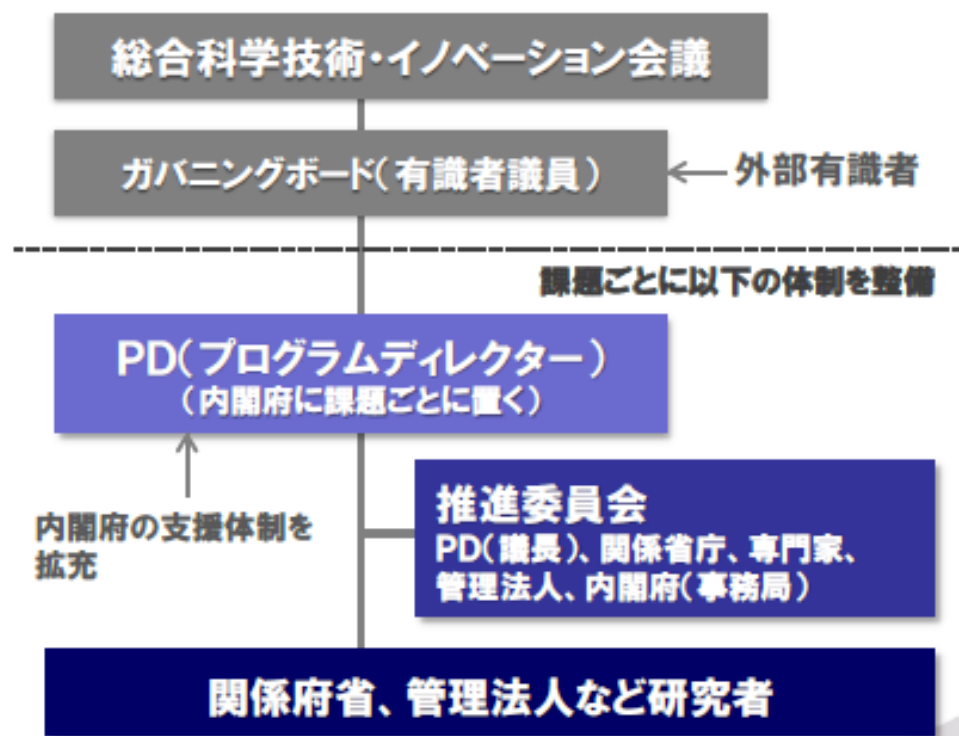 総合科学技術・イノベーション会議
ガバニングボード(有識者議員)
外部有識者
課題ごとに以下の体制を整備
PD(プログラムディレクター)
(内閣府に課題ごとに置く)
内閣府の支援体制を
拡充
推進委員会
PD(議長)、関係省庁、専門家、
管理法人、内閣府(事務局)
関係府省、管理法人など研究者